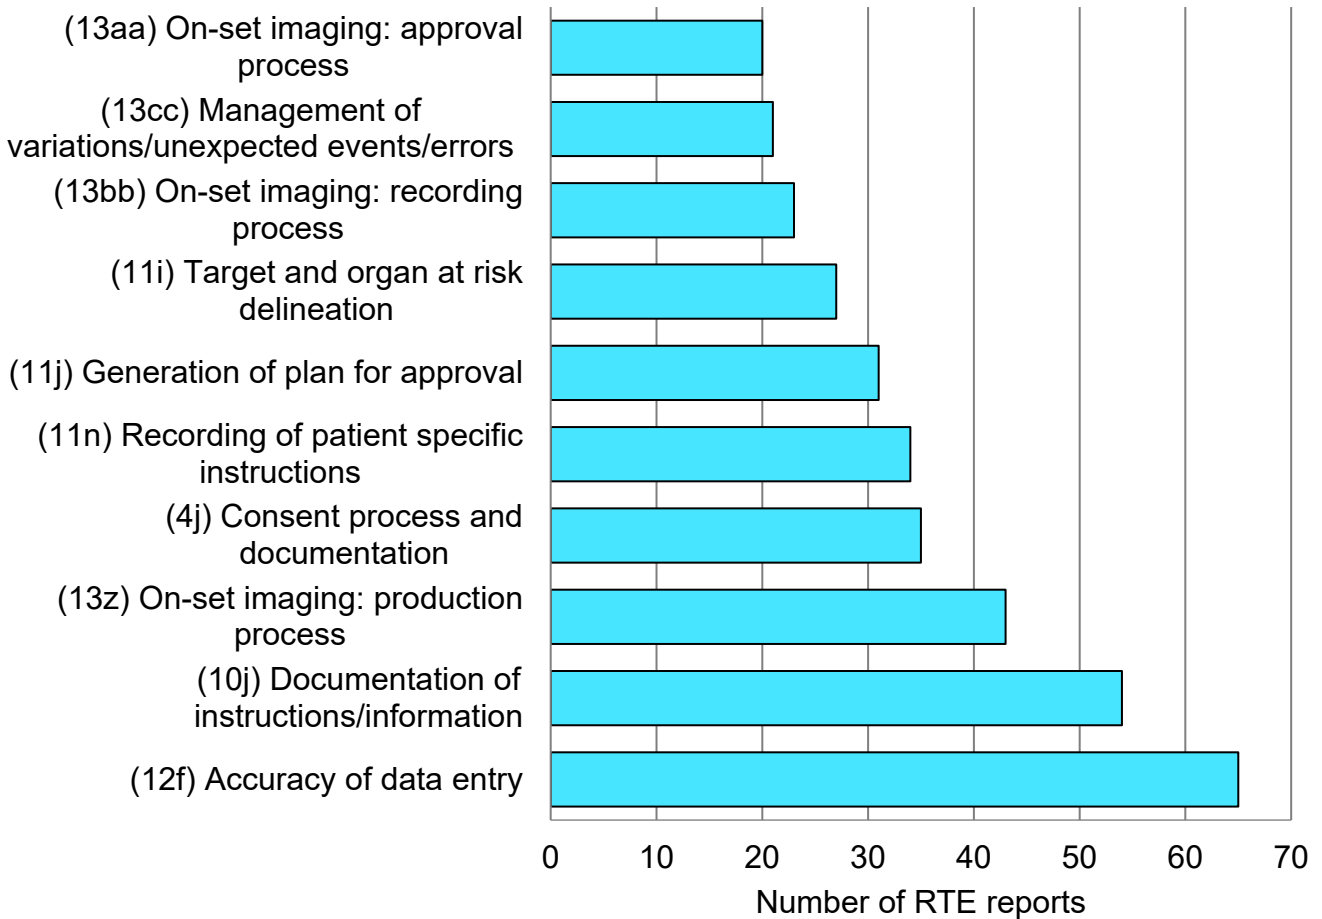 (13aa) On-set imaging: approval
process
(13cc) Management of
variations/unexpected events/errors
(13bb) On-set imaging: recording
process
(11i) Target and organ at risk
delineation
(11j) Generation of plan for approval
(11n) Recording of patient specific
instructions
(4j) Consent process and
documentation
(13z) On-set imaging: production
process
(10j) Documentation of
instructions/information
(12f) Accuracy of data entry
0 10 20 30 40 50 60 70
Number of RTE reports